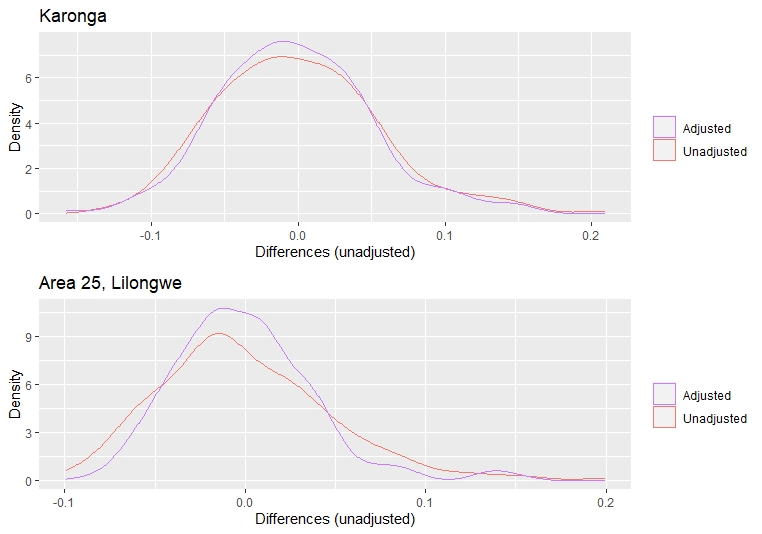 Karonga
6
4
2
0
Density
-0.1 0.0 0.1 0.2
Differences (unadjusted)
Adjusted
Unadjusted
Area 25, Lilongwe
9
6
3
0
Density
-0.1 0.0 0.1 0.2
Differences (unadjusted)
Adjusted
Unadjusted